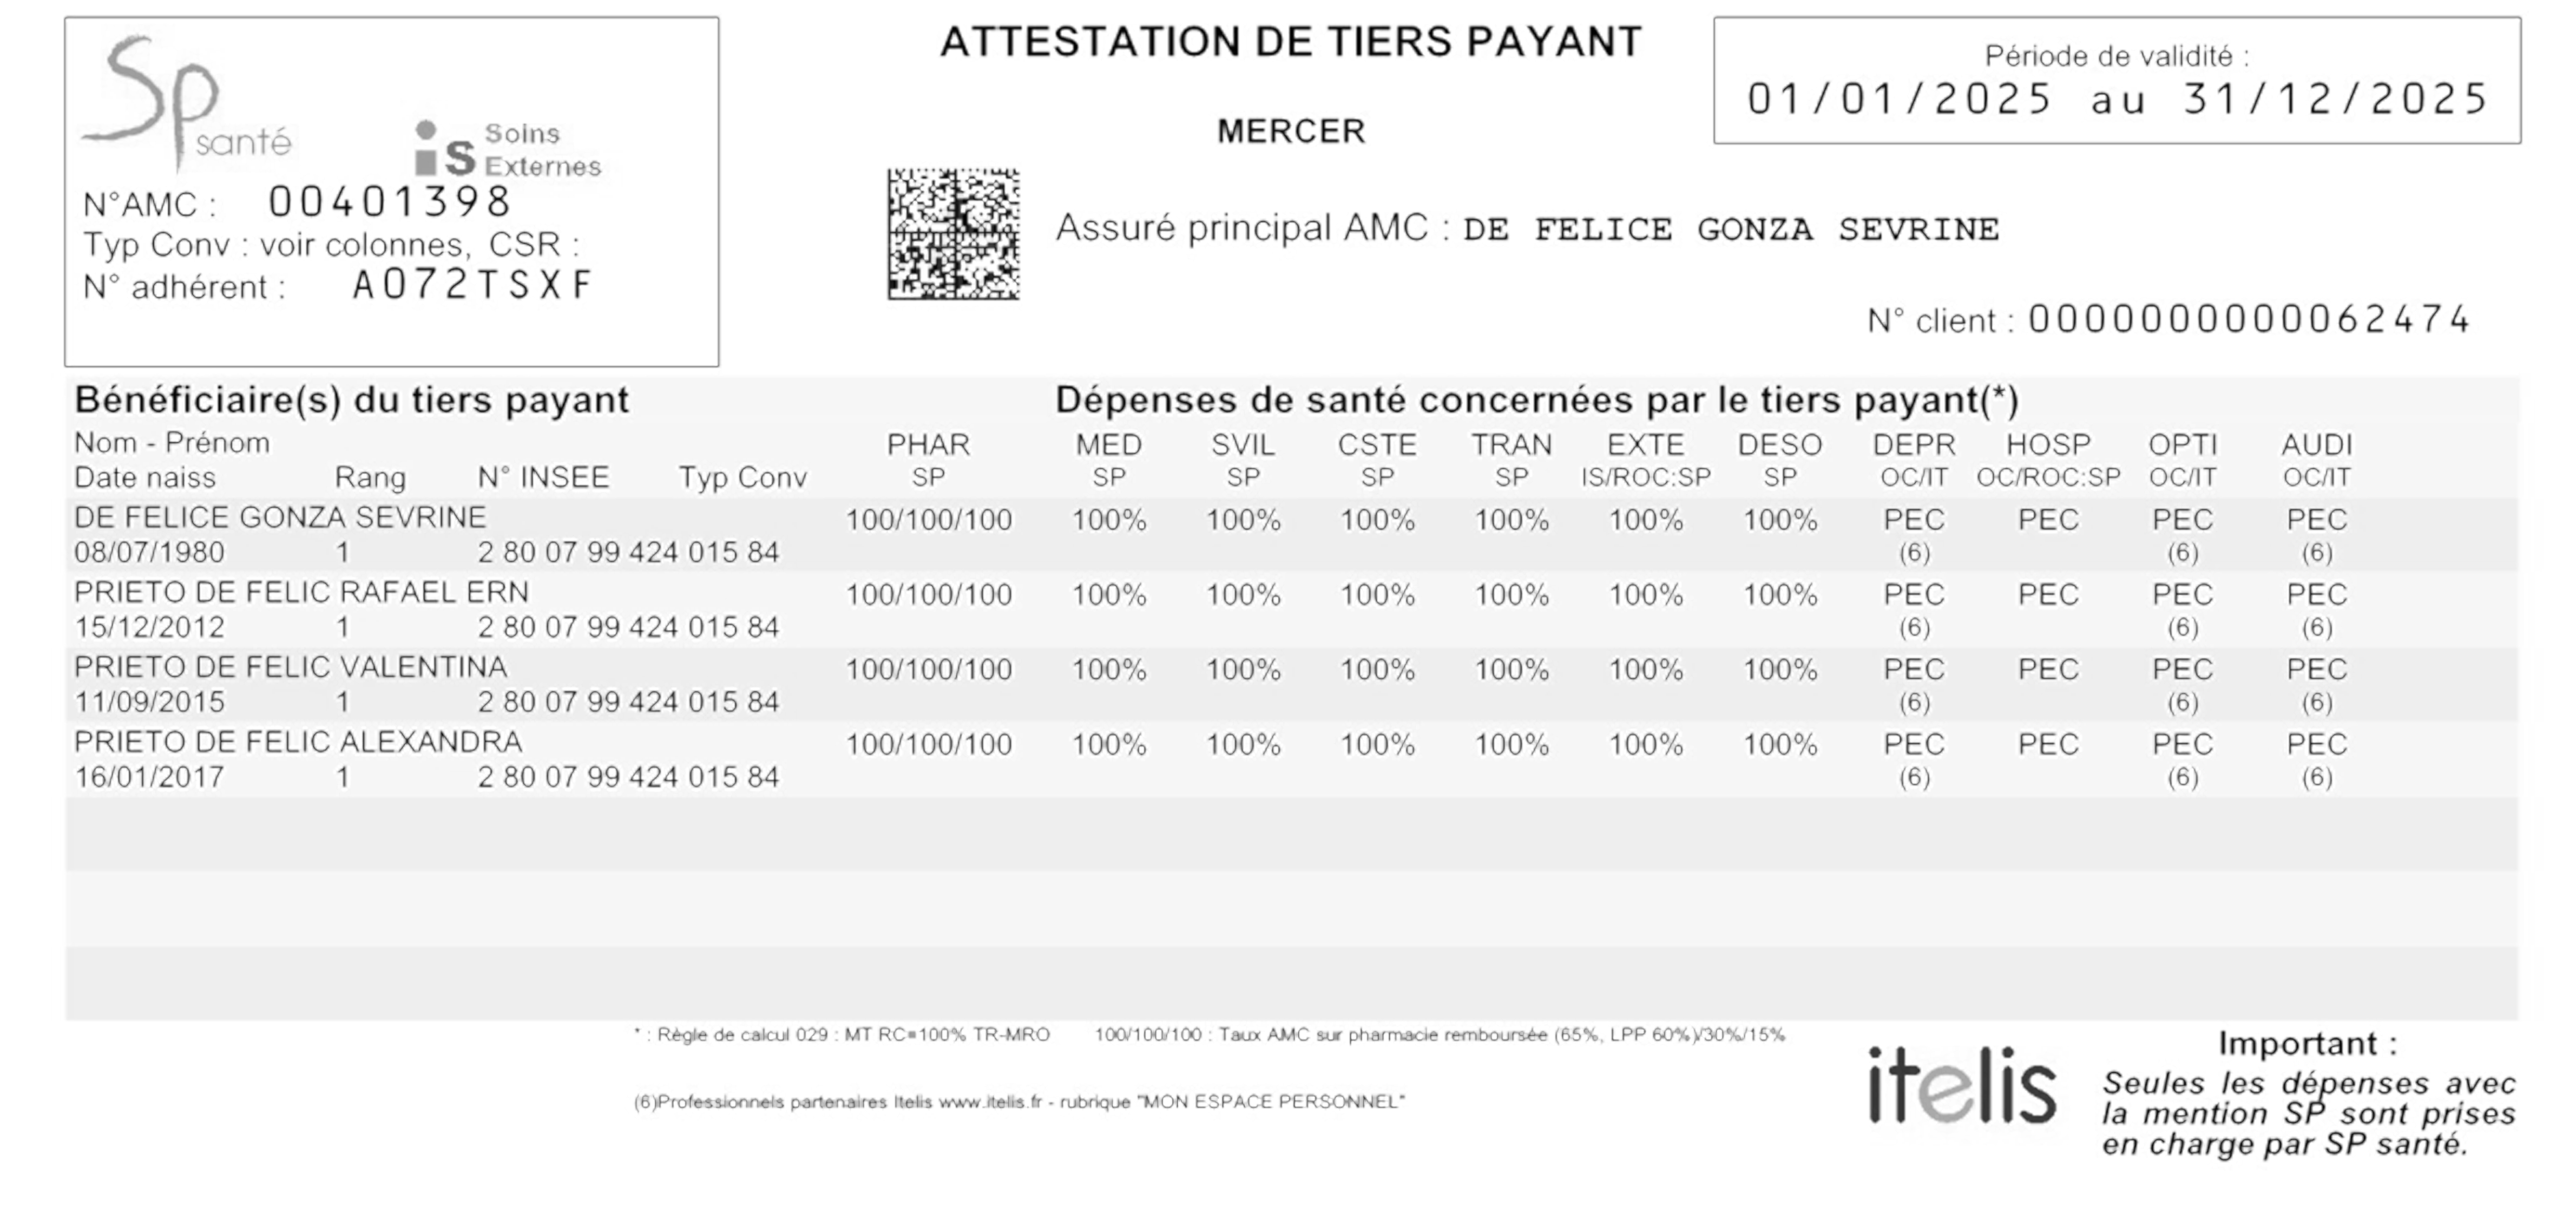 Sp santé
is Soins Externes
N°AMC : 00401398
Typ Conv : voir colonnes, CSR :
N° adhérent : A072TSXF
ATTESTATION DE TIERS PAYANT
MERCER
Période de validité :
01/01/2025 au 31/12/2025
Assuré principal AMC : DE FELICE GONZA SEVRINE
N° client : 0000000000062474
Bénéficiaire(s) du tiers payant Dépenses de santé concernées par le tiers payant(*)
Nom - Prénom PHAR MED SVIL CSTE TRAN EXTE DESO DEPR HOSP OPTI AUDI
Date naiss Rang N° INSEE Typ Conv SP SP SP SP SP IS/ROC:SP SP OC/IT OC/ROC:SP OC/IT OC/IT
DE FELICE GONZA SEVRINE 100/100/100 100% 100% 100% 100% 100% 100% PEC PEC PEC PEC
08/07/1980 1 2 80 07 99 424 015 84 (6) (6) (6)
PRIETO DE FELIC RAFAEL ERN 100/100/100 100% 100% 100% 100% 100% 100% PEC PEC PEC PEC
15/12/2012 1 2 80 07 99 424 015 84 (6) (6) (6)
PRIETO DE FELIC VALENTINA 100/100/100 100% 100% 100% 100% 100% 100% PEC PEC PEC PEC
11/09/2015 1 2 80 07 99 424 015 84 (6) (6) (6)
PRIETO DE FELIC ALEXANDRA 100/100/100 100% 100% 100% 100% 100% 100% PEC PEC PEC PEC
16/01/2017 1 2 80 07 99 424 015 84 (6) (6) (6)
* : Règle de calcul 029 : MT RC=100% TR-MRO 100/100/100 : Taux AMC sur pharmacie remboursée (65%, LPP 60%)/30%/15%
(6)Professionnels partenaires Itelis www.itelis.fr - rubrique "MON ESPACE PERSONNEL"
itelis
Important :
Seules les dépenses avec
la mention SP sont prises
en charge par SP santé.